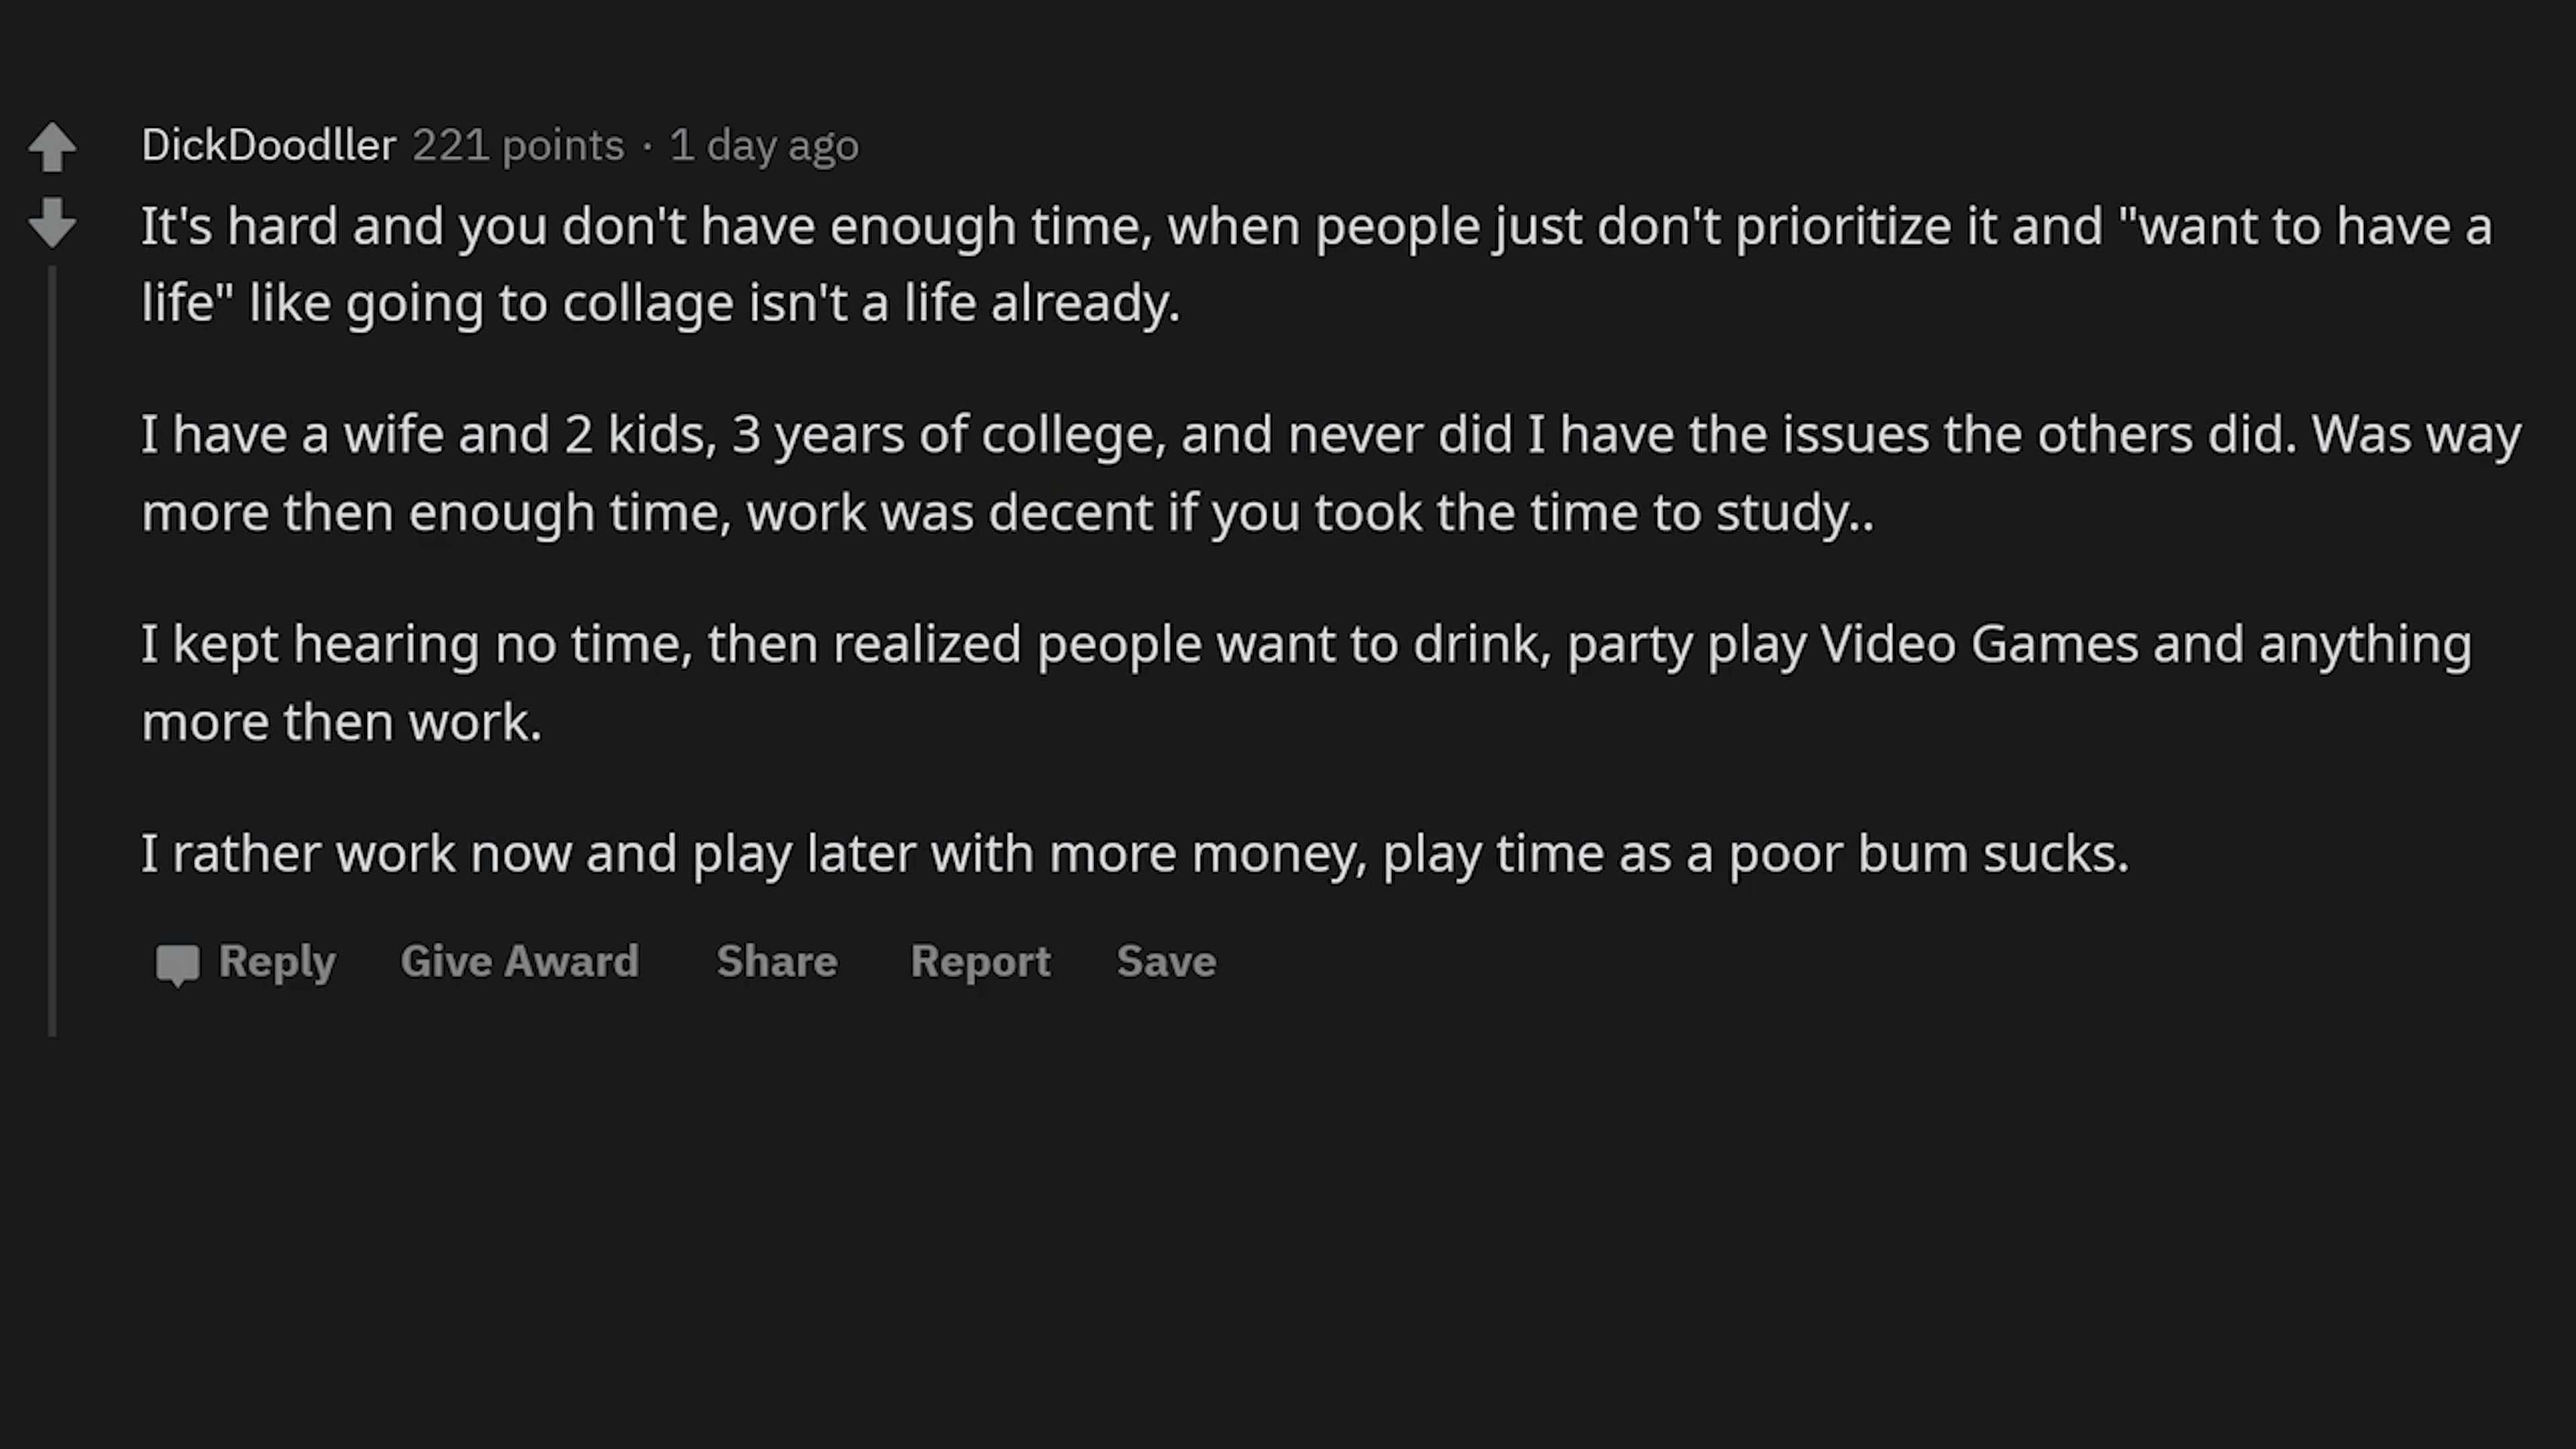 DickDoodller 221 points · 1 day ago
It's hard and you don't have enough time, when people just don't prioritize it and "want to have a
life" like going to collage isn't a life already.
I have a wife and 2 kids, 3 years of college, and never did I have the issues the others did. Was way
more then enough time, work was decent if you took the time to study..
I kept hearing no time, then realized people want to drink, party play Video Games and anything
more then work.
I rather work now and play later with more money, play time as a poor bum sucks.
Reply Give Award Share Report Save